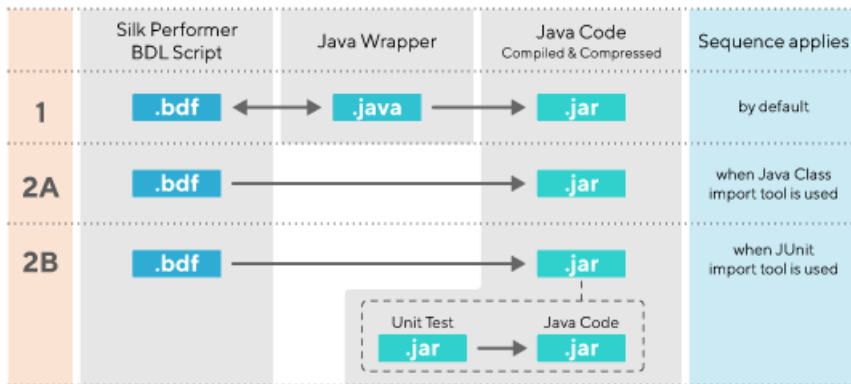 Silk Performer
BDL Script
Java Wrapper
Java Code
Compiled & Compressed
Sequence applies
1
.bdf
.java
.jar
by default
2A
.bdf
.jar
when Java Class
import tool is used
2B
.bdf
.jar
when JUnit
import tool is used
Unit Test
Java Code
.jar
.jar